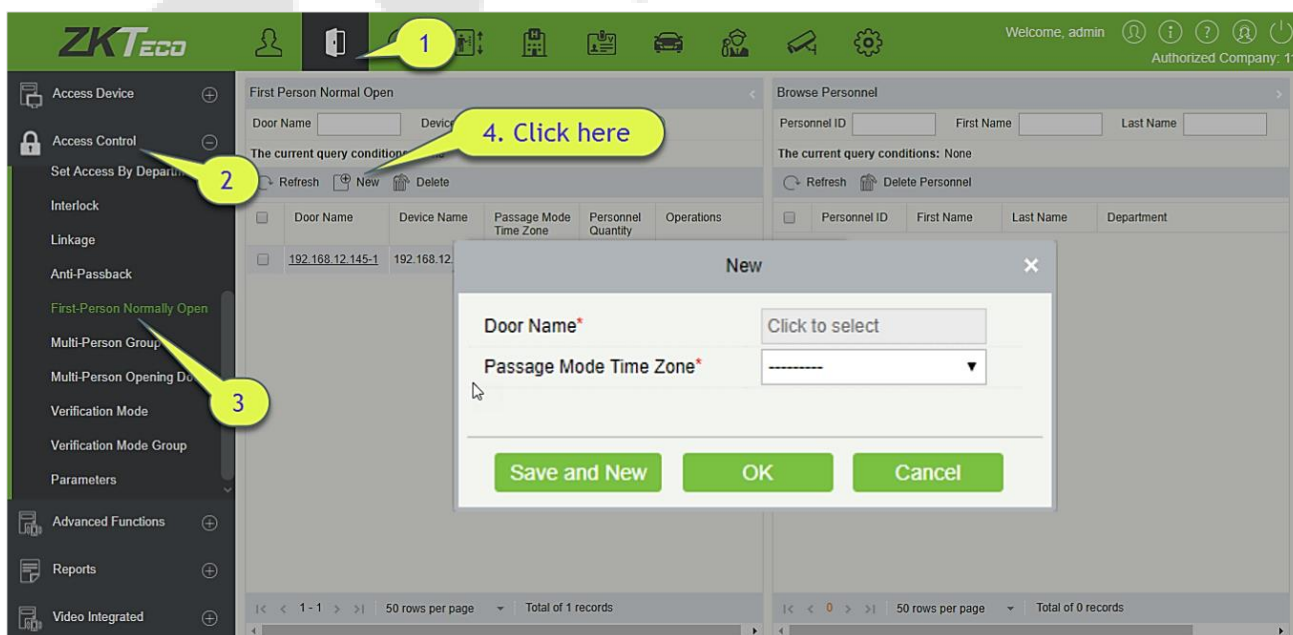 ZKTECO
Welcome, admin
Authorized Company: 1
1
Access Device
Access Control
Set Access By
2
Interlock
Linkage
Anti-Passback
First-Person Normally Open
Multi-Person Group
Multi-Person Opening
3
Verification Mode
Verification Mode Group
Parameters
Advanced Functions
Reports
Video Integrated
First Person Normal Open
Door Name
4. Click here
The current query
Refresh New Delete
Door Name Device Name Passage Mode Time Zone Personnel Quantity Operations
192.168.12.145-1 192.168.12.
1-1 50 rows per page Total of 1 records
Browse Personnel
Personnel ID First Name Last Name
The current query conditions: None
Refresh Delete Personnel
Personnel ID First Name Last Name Department
0 50 rows per page Total of 0 records
New
Door Name* Click to select
Passage Mode Time Zone* ---------
Save and New OK Cancel